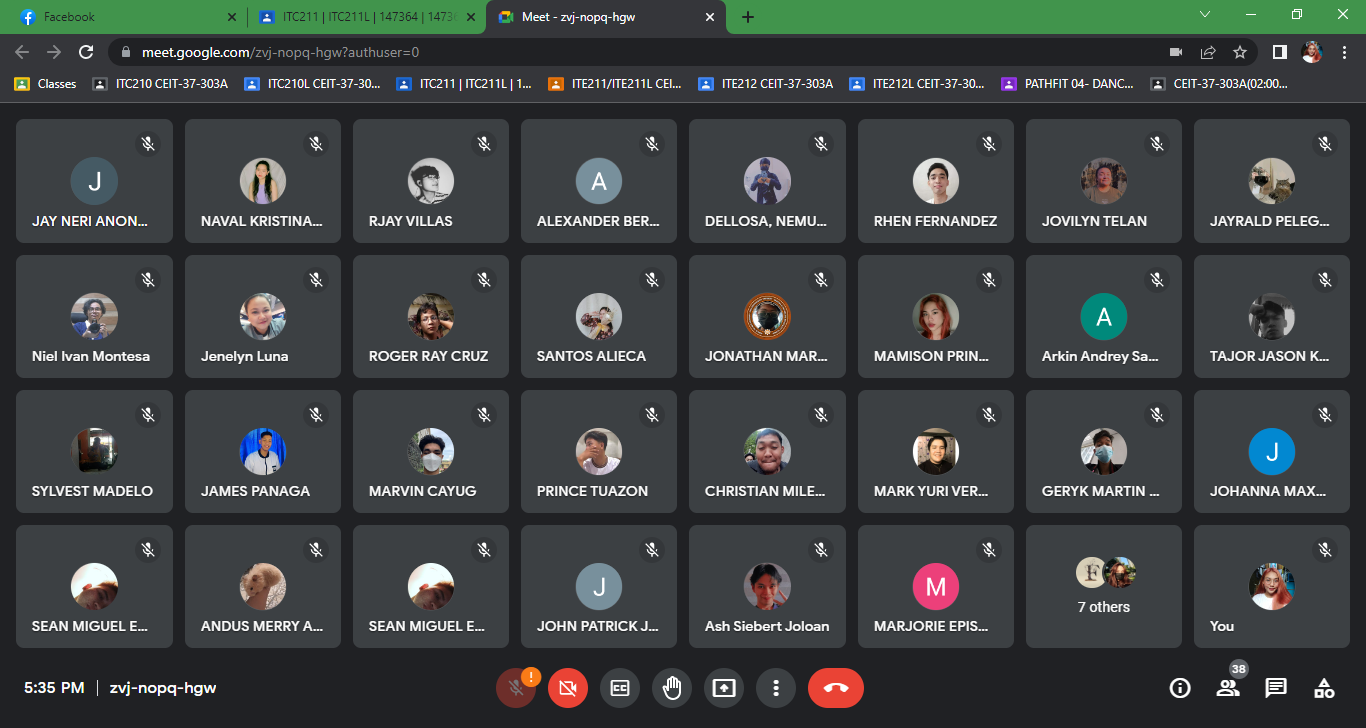 Facebook
ITC211 | ITC211L | 147364 | 1473
Meet - zvj-nopq-hgw
meet.google.com/zvj-nopq-hgw?authuser=0
Classes
ITC210 CEIT-37-303A
ITC210L CEIT-37-30...
ITC211 | ITC211L | 1...
ITE211/ITE211L CEI...
ITE212 CEIT-37-303A
ITE212L CEIT-37-30...
PATHFIT 04- DANC...
CEIT-37-303A(02:00...
J
JAY NERI ANON...
NAVAL KRISTINA...
RJAY VILLAS
A
ALEXANDER BER...
DELLOSA, NEMU...
RHEN FERNANDEZ
JOVILYN TELAN
JAYRALD PELEG...
Niel Ivan Montesa
Jenelyn Luna
ROGER RAY CRUZ
SANTOS ALIECA
JONATHAN MAR...
MAMISON PRIN...
A
Arkin Andrey Sa...
TAJOR JASON K...
SYLVEST MADELO
JAMES PANAGA
MARVIN CAYUG
PRINCE TUAZON
CHRISTIAN MILE...
MARK YURI VER...
GERYK MARTIN ...
J
JOHANNA MAX...
SEAN MIGUEL E...
ANDUS MERRY A...
SEAN MIGUEL E...
J
JOHN PATRICK J...
Ash Siebert Joloan
M
MARJORIE EPIS...
F
7 others
You
5:35 PM | zvj-nopq-hgw
!
CC
38